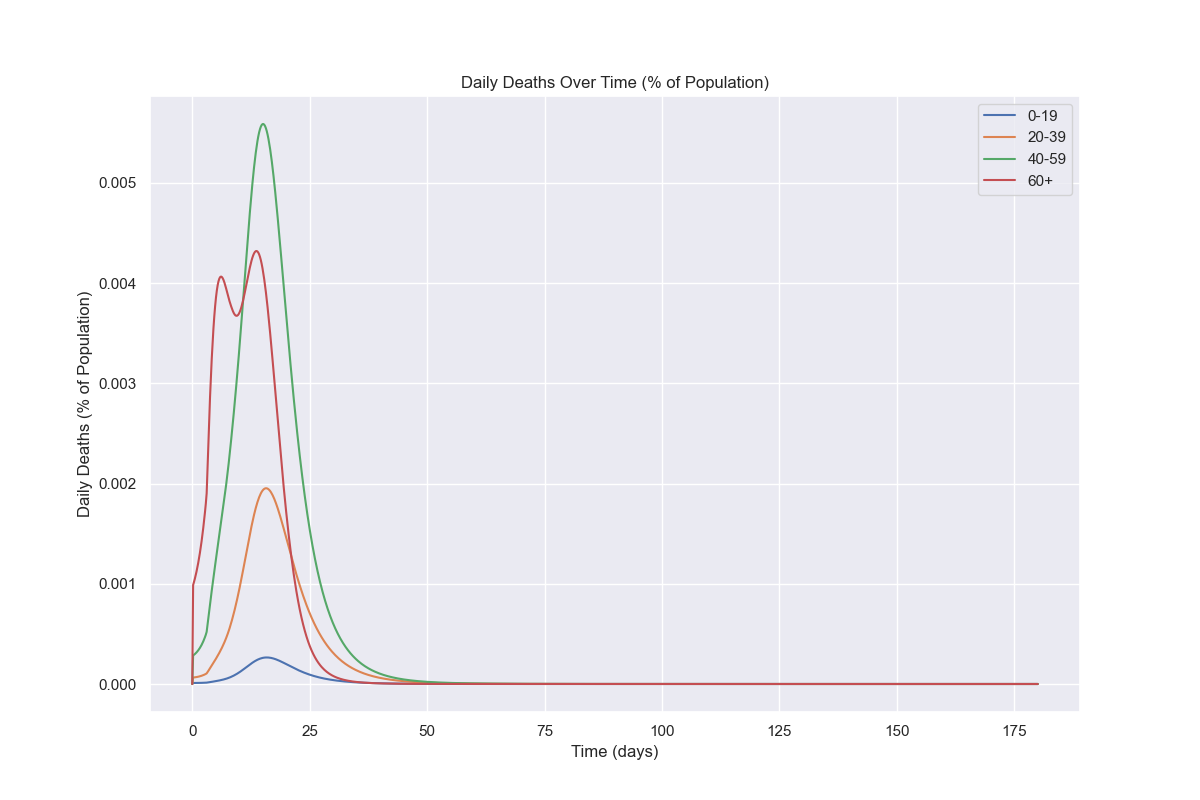 Daily Deaths Over Time (% of Population)
0-19
20-39
40-59
60+
Daily Deaths (% of Population)
0.005
0.004
0.003
0.002
0.001
0.000
0 25 50 75 100 125 150 175
Time (days)